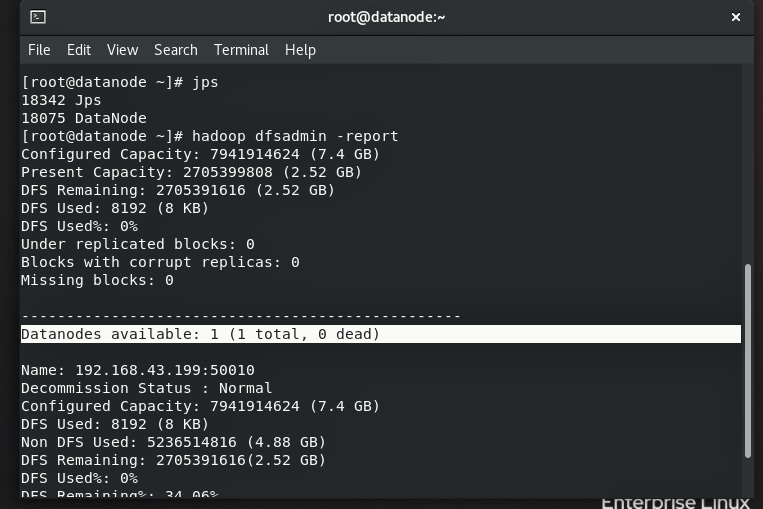 root@datanode:~
File Edit View Search Terminal Help
[root@datanode ~]# jps
18342 Jps
18075 DataNode
[root@datanode ~]# hadoop dfsadmin -report
Configured Capacity: 7941914624 (7.4 GB)
Present Capacity: 2705399808 (2.52 GB)
DFS Remaining: 2705391616 (2.52 GB)
DFS Used: 8192 (8 KB)
DFS Used%: 0%
Under replicated blocks: 0
Blocks with corrupt replicas: 0
Missing blocks: 0
-------------------------------------------------
Datanodes available: 1 (1 total, 0 dead)
Name: 192.168.43.199:50010
Decommission Status : Normal
Configured Capacity: 7941914624 (7.4 GB)
DFS Used: 8192 (8 KB)
Non DFS Used: 5236514816 (4.88 GB)
DFS Remaining: 2705391616(2.52 GB)
DFS Used%: 0%
DFS Remaining%: 34.06%
Enterprise Linux